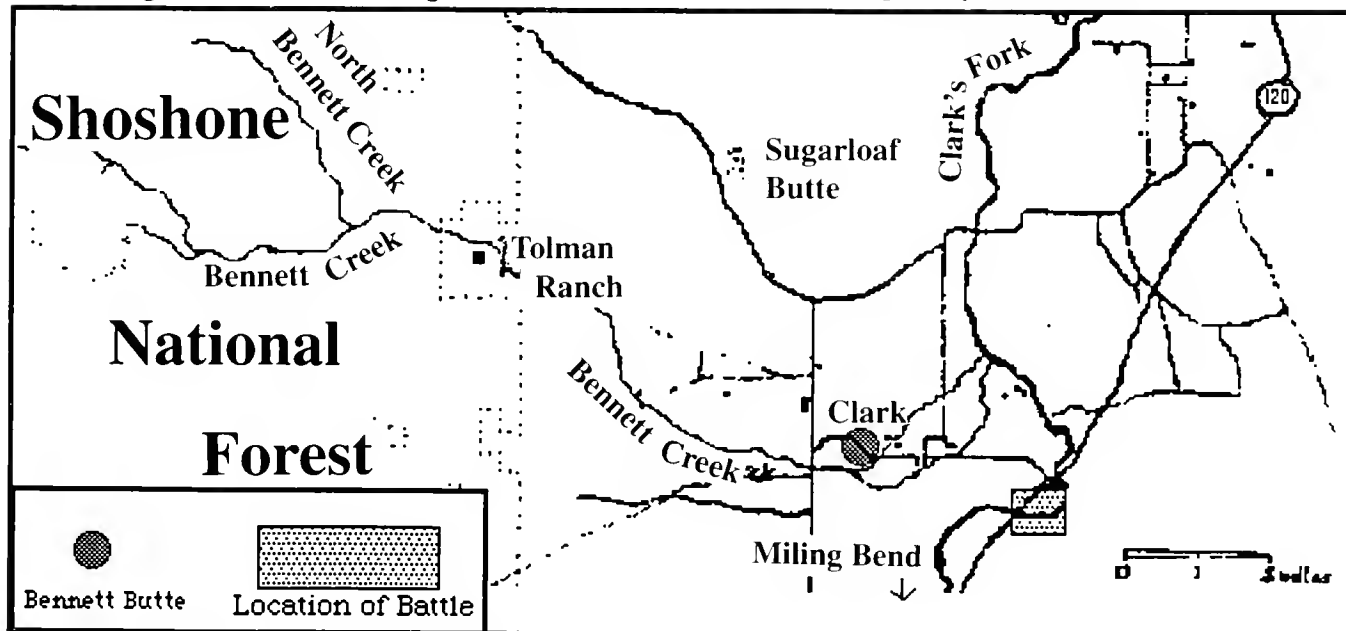 North
Bennett Creek
Shoshone
Clark's Fork
120
Sugarloaf
Butte
Bennett Creek
Tolman
Ranch
National
Bennett Creek
Clark
Forest
Miling Bend
Bennett Butte
Location of Battle
0 1